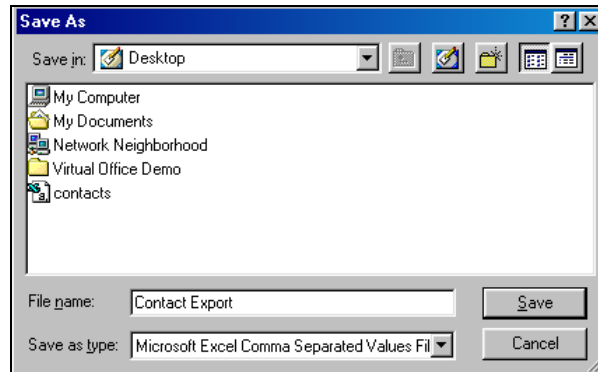 Save As
Save in: Desktop
My Computer
My Documents
Network Neighborhood
Virtual Office Demo
contacts
File name: Contact Export Save
Save as type: Microsoft Excel Comma Separated Values Fil Cancel